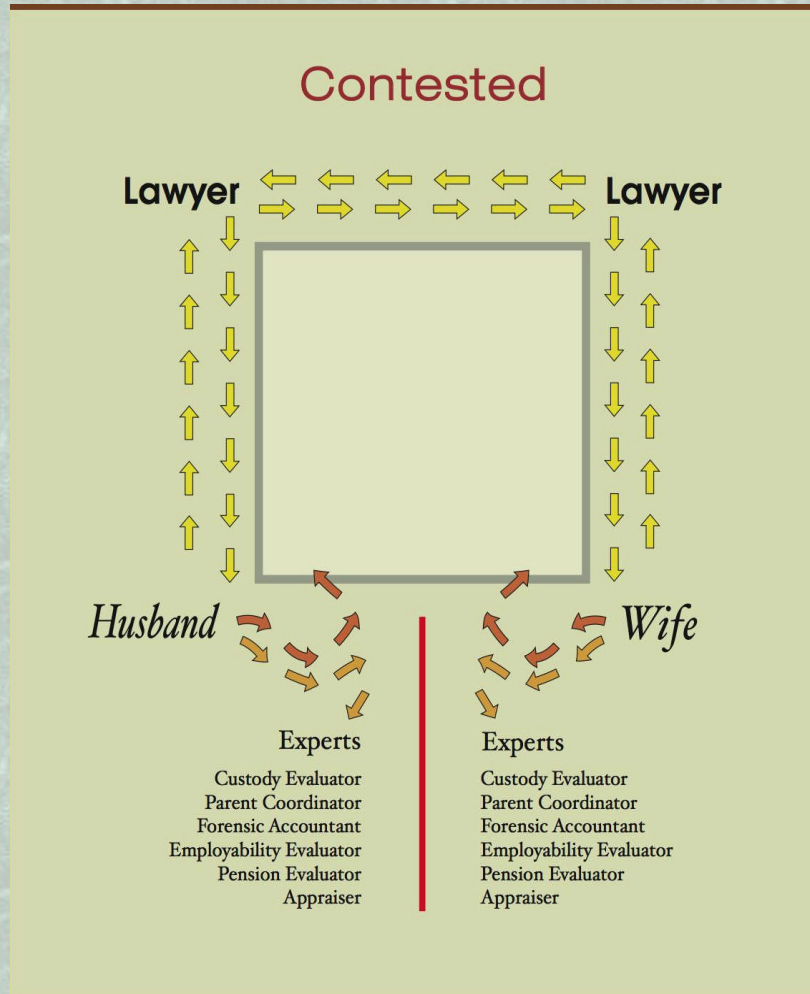 Contested
Lawyer
Lawyer
Husband
Wife
Experts
Custody Evaluator
Parent Coordinator
Forensic Accountant
Employability Evaluator
Pension Evaluator
Appraiser
Experts
Custody Evaluator
Parent Coordinator
Forensic Accountant
Employability Evaluator
Pension Evaluator
Appraiser